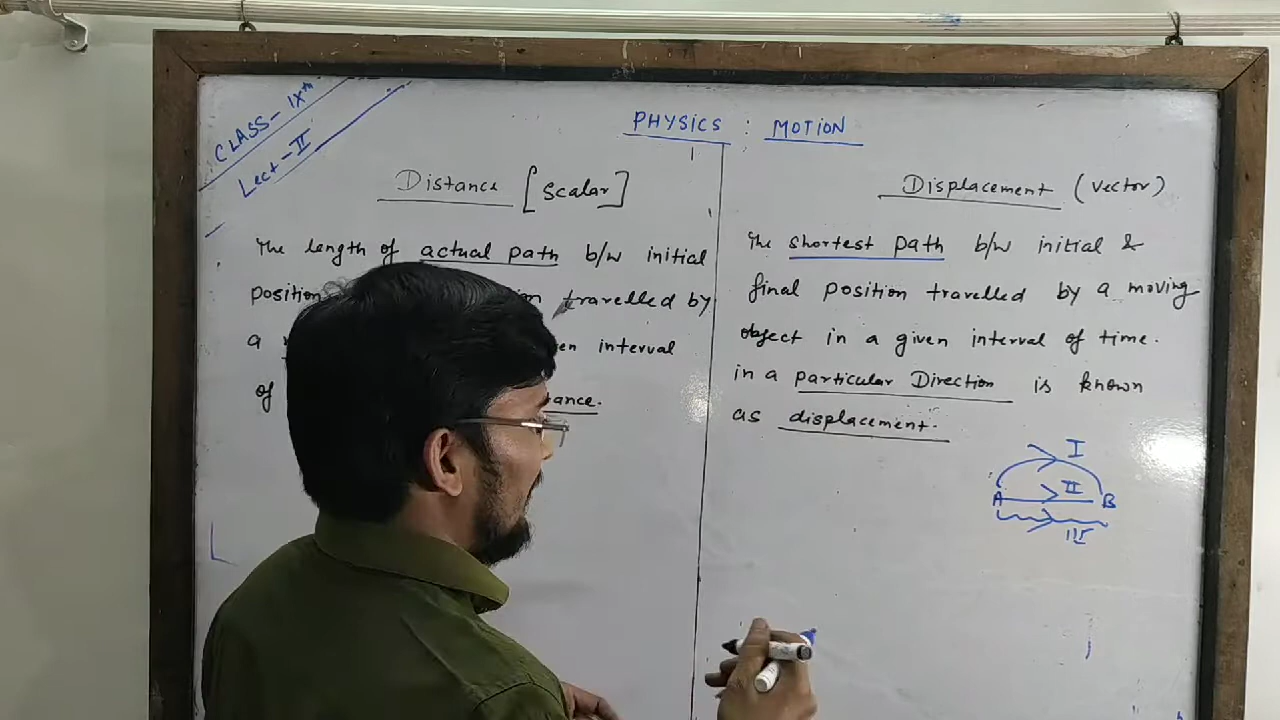 CLASS- IXth
Lect-II
PHYSICS : MOTION
Distance [Scalar]
The length of actual path b/w initial
position travelled by
a en interval
of tance.
Displacement (Vector)
The shortest path b/w initial &
final position travelled by a moving
object in a given interval of time.
in a particular Direction is known
as displacement.
I
A II B
III